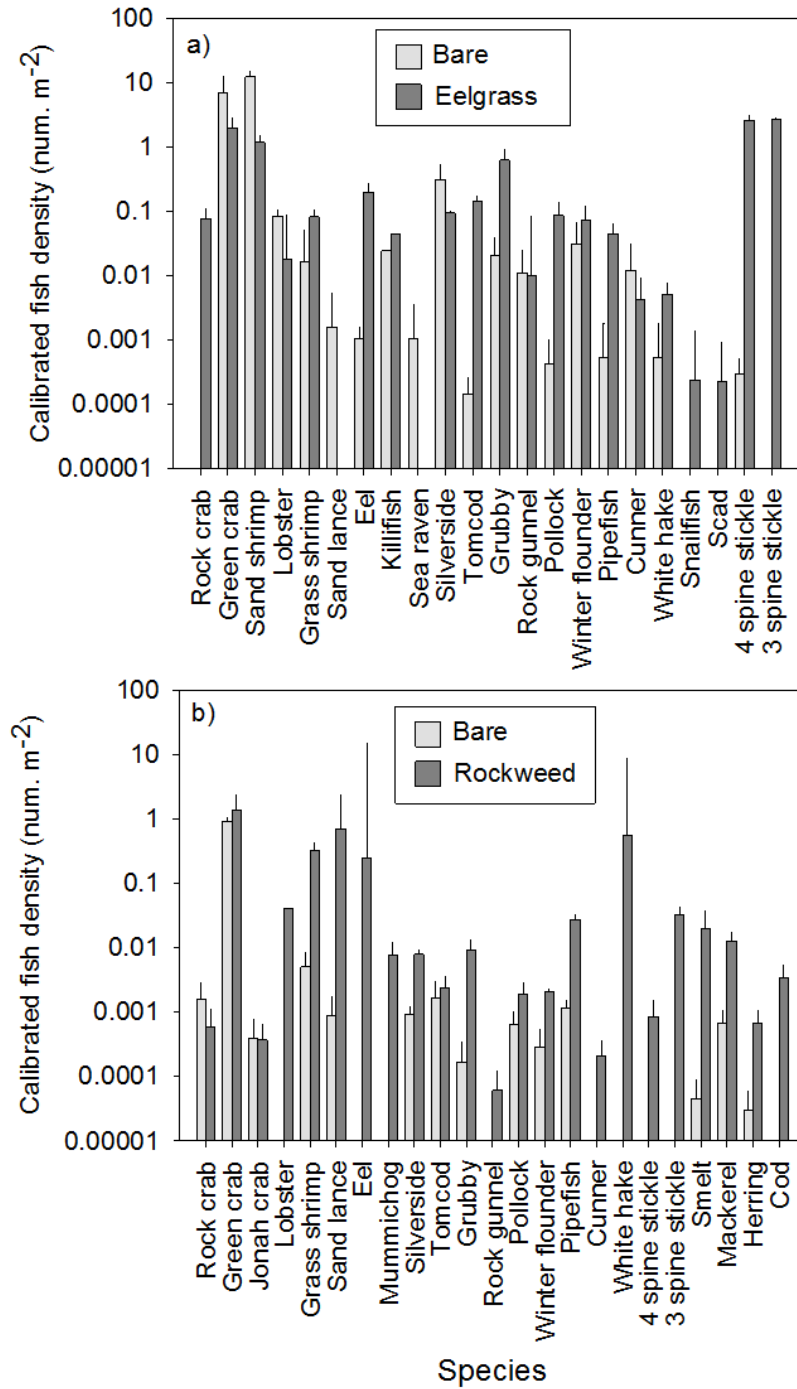 a)
Bare
Eelgrass
Calibrated fish density (num. m-2)
100
10
1
0.1
0.01
0.001
0.0001
0.00001
Rock crab
Green crab
Sand shrimp
Lobster
Grass shrimp
Sand lance
Eel
Killifish
Sea raven
Silverside
Tomcod
Grubby
Rock gunnel
Pollock
Winter flounder
Pipefish
Cunner
White hake
Snailfish
Scad
4 spine stickle
3 spine stickle
b)
Bare
Rockweed
Calibrated fish density (num. m-2)
100
10
1
0.1
0.01
0.001
0.0001
0.00001
Rock crab
Green crab
Jonah crab
Lobster
Grass shrimp
Sand lance
Eel
Mummichog
Silverside
Tomcod
Grubby
Rock gunnel
Pollock
Winter flounder
Pipefish
Cunner
White hake
4 spine stickle
3 spine stickle
Smelt
Mackerel
Herring
Cod
Species